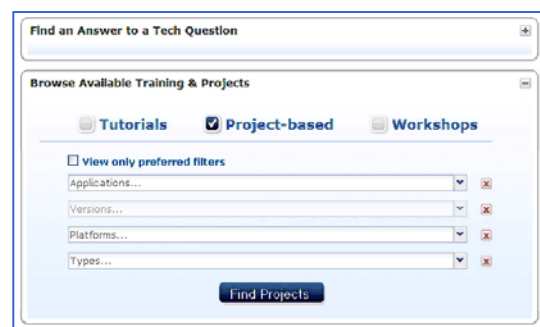 Find an Answer to a Tech Question
Browse Available Training & Projects
Tutorials Project-based Workshops
View only preferred filters
Applications...
Versions...
Platforms...
Types...
Find Projects